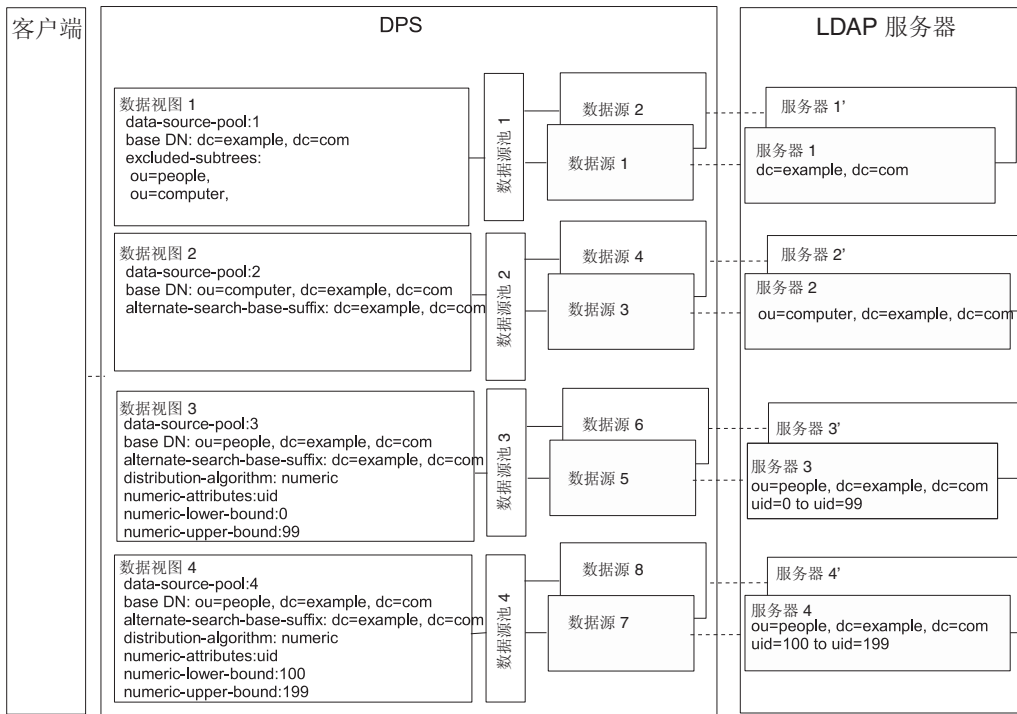 客户端
DPS
LDAP 服务器
数据视图 1
data-source-pool:1
base DN: dc=example, dc=com
excluded-subtrees:
ou=people,
ou=computer,
数据源池 1
数据源 2
数据源 1
服务器 1’
服务器 1
dc=example, dc=com
数据视图 2
data-source-pool:2
base DN: ou=computer, dc=example, dc=com
alternate-search-base-suffix: dc=example, dc=com
数据源池 2
数据源 4
数据源 3
服务器 2’
服务器 2
ou=computer, dc=example, dc=com
数据视图 3
data-source-pool:3
base DN: ou=people, dc=example, dc=com
alternate-search-base-suffix: dc=example, dc=com
distribution-algorithm: numeric
numeric-attributes:uid
numeric-lower-bound:0
numeric-upper-bound:99
数据源池 3
数据源 6
数据源 5
服务器 3’
服务器 3
ou=people, dc=example, dc=com
uid=0 to uid=99
数据视图 4
data-source-pool:4
base DN: ou=people, dc=example, dc=com
alternate-search-base-suffix: dc=example, dc=com
distribution-algorithm: numeric
numeric-attributes:uid
numeric-lower-bound:100
numeric-upper-bound:199
数据源池 4
数据源 8
数据源 7
服务器 4’
服务器 4
ou=people, dc=example, dc=com
uid=100 to uid=199